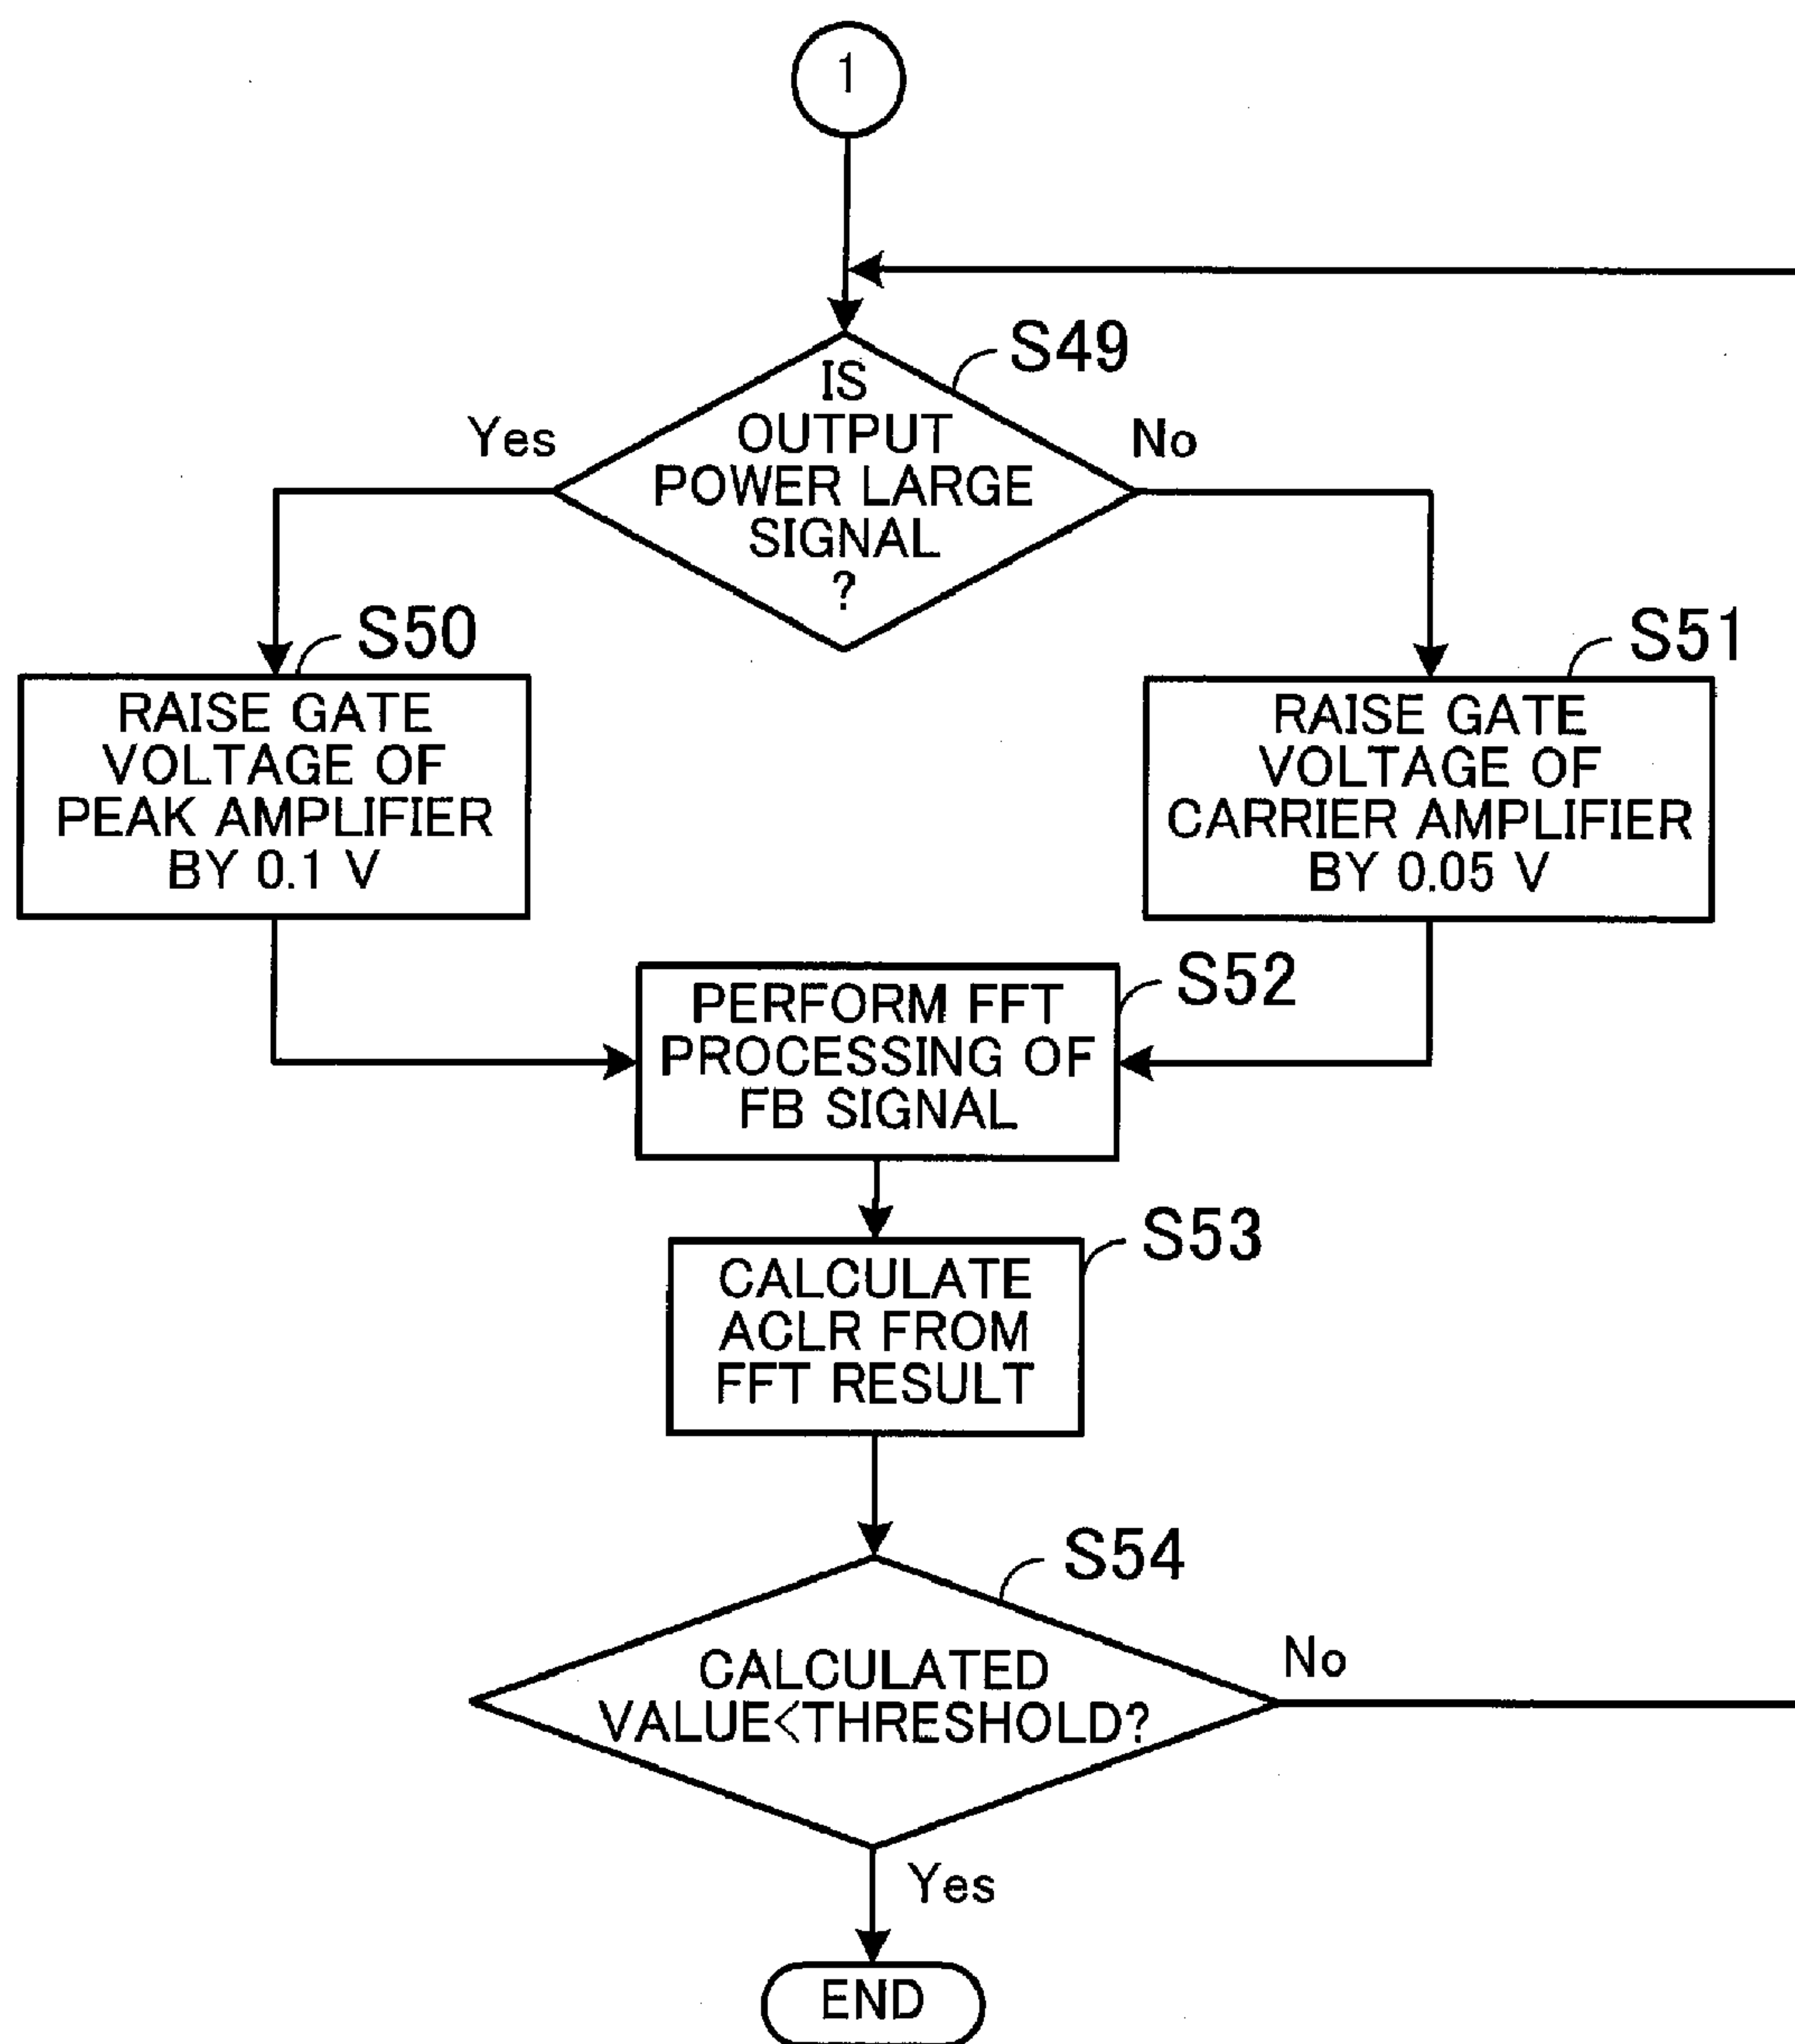 1
S49
IS
OUTPUT
POWER LARGE
SIGNAL
?
Yes
No
S50
RAISE GATE
VOLTAGE OF
PEAK AMPLIFIER
BY 0.1 V
S51
RAISE GATE
VOLTAGE OF
CARRIER AMPLIFIER
BY 0.05 V
S52
PERFORM FFT
PROCESSING OF
FB SIGNAL
S53
CALCULATE
ACLR FROM
FFT RESULT
S54
CALCULATED
VALUE<THRESHOLD?
No
Yes
END